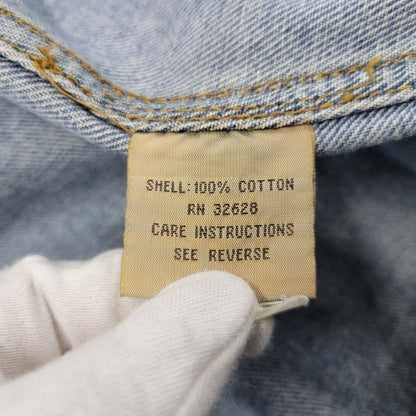 SHELL: 100% COTTON
RN 32628
CARE INSTRUCTIONS
SEE REVERSE